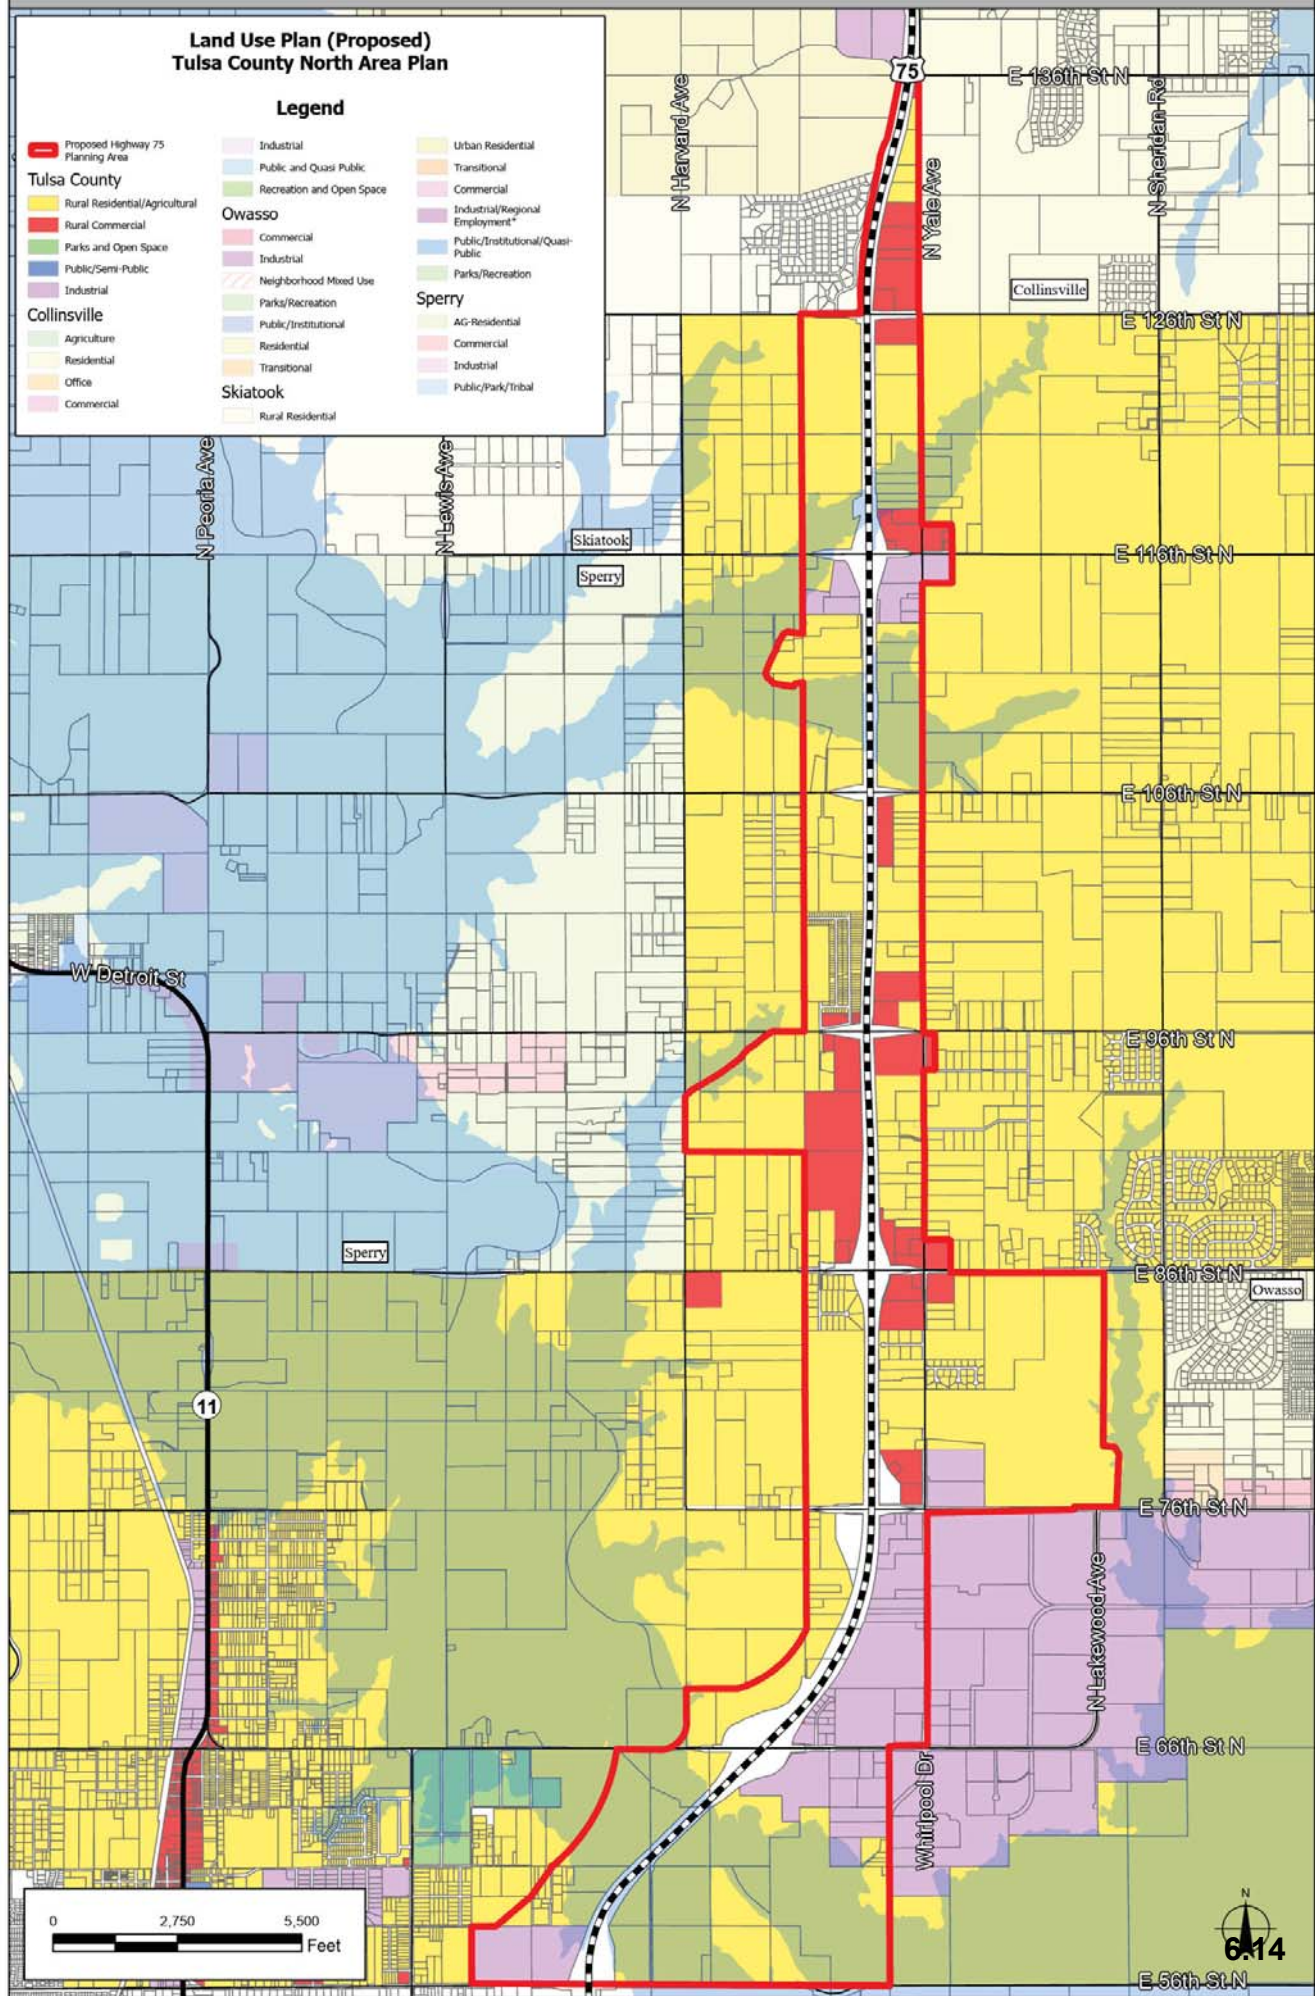 Land Use Plan (Proposed)
Tulsa County North Area Plan
Legend
Proposed Highway 75
Planning Area
Tulsa County
Rural Residential/Agricultural
Rural Commercial
Parks and Open Space
Public/Semi-Public
Industrial
Collinsville
Agriculture
Residential
Office
Commercial
Industrial
Public and Quasi Public
Recreation and Open Space
Owasso
Commercial
Industrial
Neighborhood Mixed Use
Parks/Recreation
Public/Institutional
Residential
Transitional
Skiatook
Rural Residential
Urban Residential
Transitional
Commercial
Industrial/Regional
Employment*
Public/Institutional/Quasi-
Public
Parks/Recreation
Sperry
AG-Residential
Commercial
Industrial
Public/Park/Tribal
75
E 136th St N
N Harvard Ave
N Yale Ave
N Sheridan Rd
Collinsville
E 126th St N
N Peoria Ave
N Lewis Ave
Skiatook
Sperry
E 116th St N
E 106th St N
W Detroit St
E 96th St N
Sperry
E 86th St N
Owasso
11
E 76th St N
N Lakewood Ave
E 66th St N
Whirlpool Dr
0 2,750 5,500
Feet
N
6.14
E 56th St N